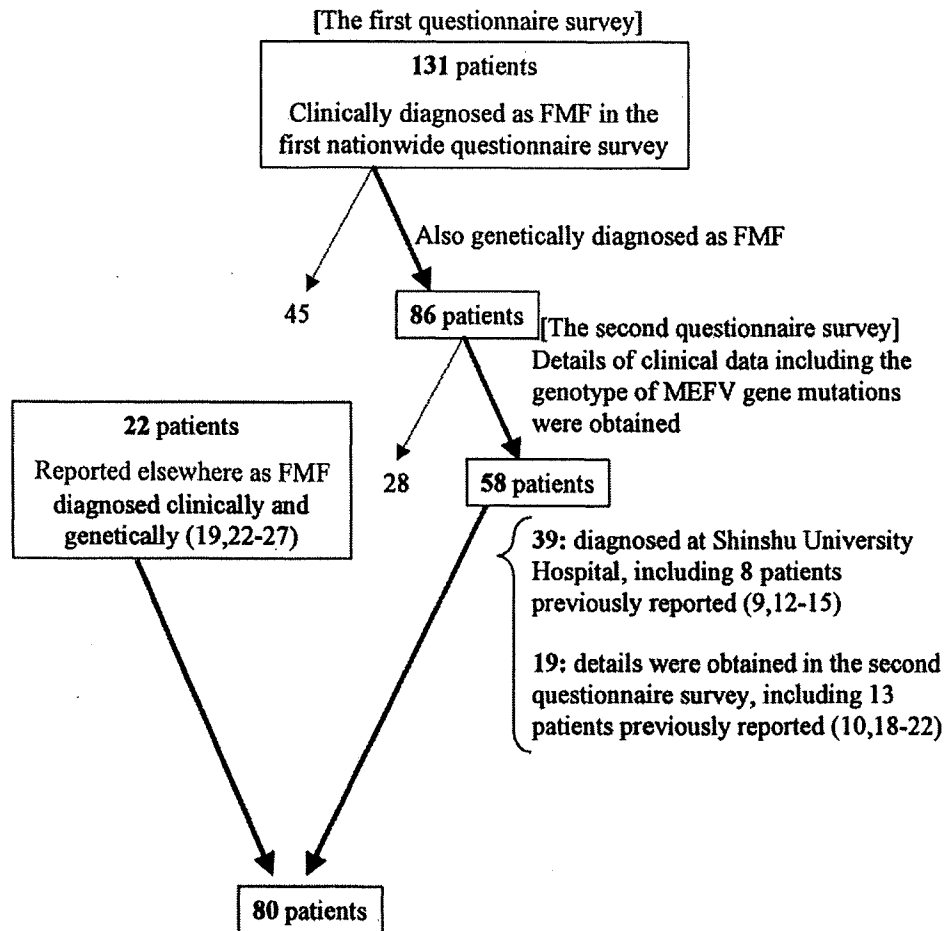 [The first questionnaire survey]
131 patients
Clinically diagnosed as FMF in the
first nationwide questionnaire survey
Also genetically diagnosed as FMF
45
86 patients
[The second questionnaire survey]
Details of clinical data including the
genotype of MEFV gene mutations
were obtained
22 patients
Reported elsewhere as FMF
diagnosed clinically and
genetically (19,22-27)
28
58 patients
39: diagnosed at Shinshu University
Hospital, including 8 patients
previously reported (9,12-15)
19: details were obtained in the second
questionnaire survey, including 13
patients previously reported (10,18-22)
80 patients